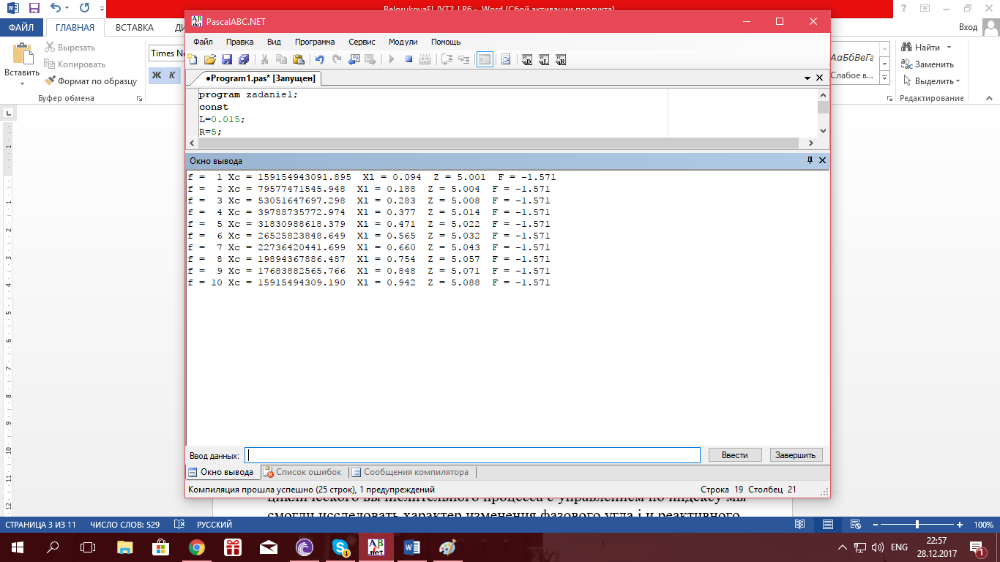 BelorukovaEI_IVT2_LR6 - Word (Сбой активации продукта)
PascalABC.NET
ФАЙЛ ГЛАВНАЯ ВСТАВКА Вход
Файл Правка Вид Программа Сервис Модули Помощь
Вставить
Вырезать
Копировать
Формат по образцу
Буфер обмена
Times Ne
Ж К
АаБбВвГг
Слабое в...
Найти
Заменить
Выделить
Редактирование
●Program1.pas* [Запущен]
program zadanie1;
const
L=0.015;
R=5;
Окно вывода
f = 1 Xc = 159154943091.895 Xl = 0.094 Z = 5.001 F = -1.571
f = 2 Xc = 79577471545.948 Xl = 0.188 Z = 5.004 F = -1.571
f = 3 Xc = 53051647697.298 Xl = 0.283 Z = 5.008 F = -1.571
f = 4 Xc = 39788735772.974 Xl = 0.377 Z = 5.014 F = -1.571
f = 5 Xc = 31830988618.379 Xl = 0.471 Z = 5.022 F = -1.571
f = 6 Xc = 26525823848.649 Xl = 0.565 Z = 5.032 F = -1.571
f = 7 Xc = 22736420441.699 Xl = 0.660 Z = 5.043 F = -1.571
f = 8 Xc = 19894367886.487 Xl = 0.754 Z = 5.057 F = -1.571
f = 9 Xc = 17683882565.766 Xl = 0.848 Z = 5.071 F = -1.571
f = 10 Xc = 15915494309.190 Xl = 0.942 Z = 5.088 F = -1.571
Ввод данных: Ввести Завершить
Окно вывода Список ошибок Сообщения компилятора
Компиляция прошла успешно (25 строк), 1 предупреждений Строка 19 Столбец 21
циклического вычислительного процесса с управлением по индексу мы
смогли исследовать характер изменения фазового угла j и реактивного
СТРАНИЦА 3 ИЗ 11 ЧИСЛО СЛОВ: 529 РУССКИЙ 100%
ENG
22:57
28.12.2017